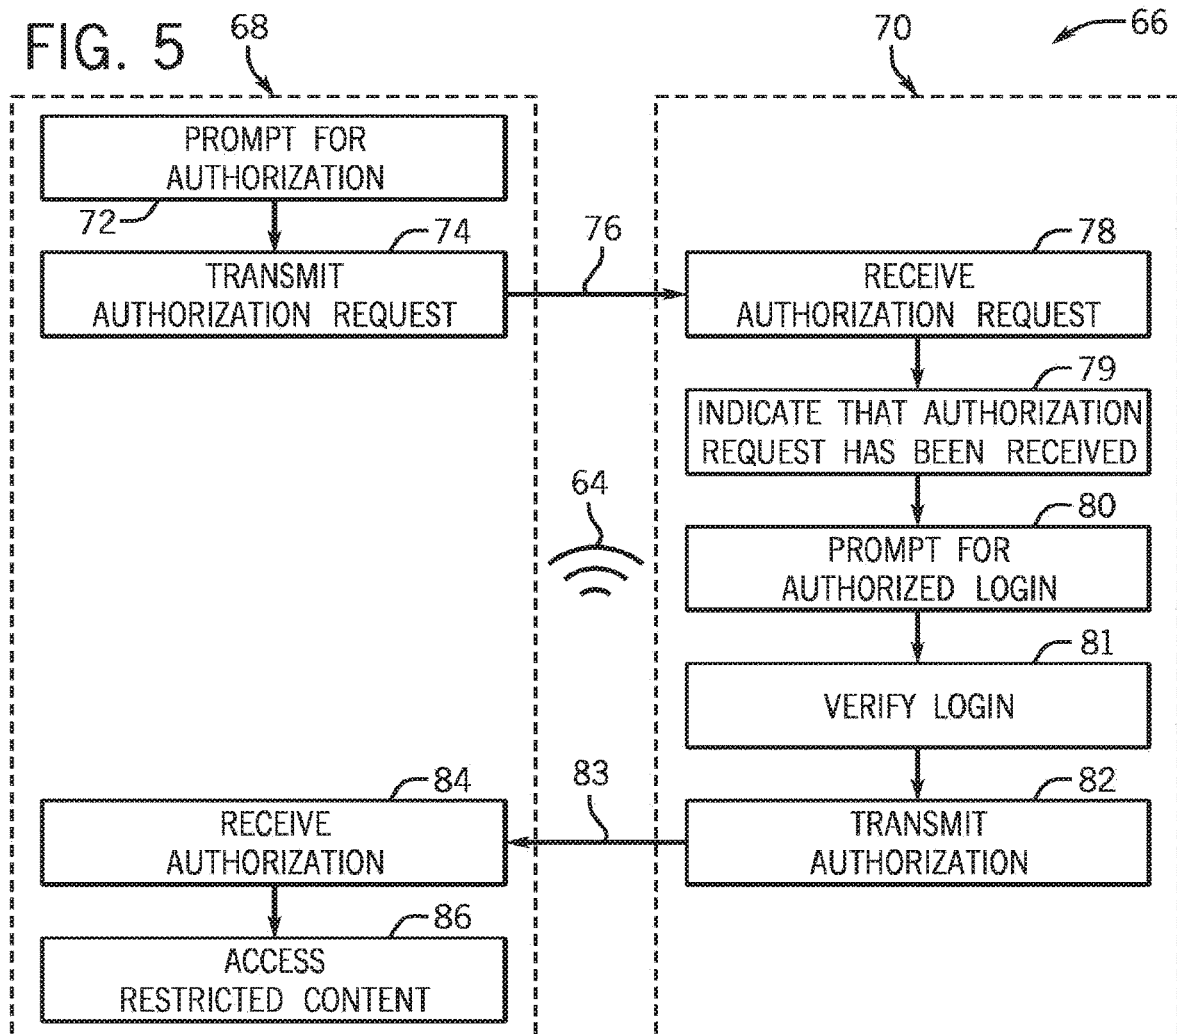 FIG. 5
68
70
66
PROMPT FOR
AUTHORIZATION
72
74
TRANSMIT
AUTHORIZATION REQUEST
76
78
RECEIVE
AUTHORIZATION REQUEST
79
INDICATE THAT AUTHORIZATION
REQUEST HAS BEEN RECEIVED
64
80
PROMPT FOR
AUTHORIZED LOGIN
81
VERIFY LOGIN
84
RECEIVE
AUTHORIZATION
83
82
TRANSMIT
AUTHORIZATION
86
ACCESS
RESTRICTED CONTENT